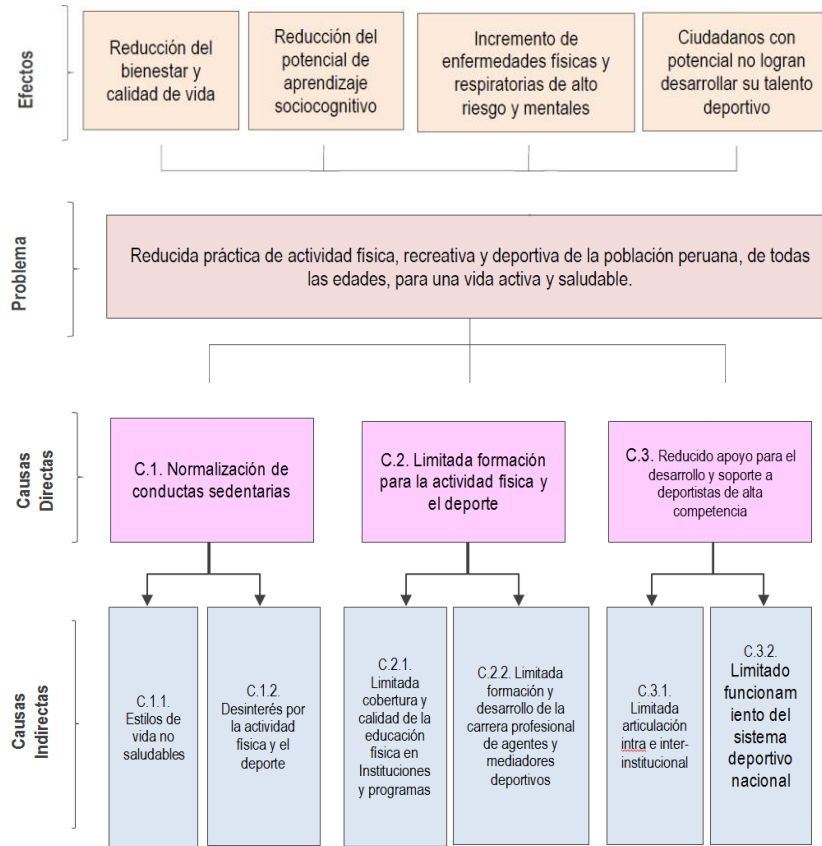 Efectos
Reducción del
bienestar y
calidad de vida
Reducción del
potencial de
aprendizaje
sociocognitivo
Incremento de
enfermedades físicas y
respiratorias de alto
riesgo y mentales
Ciudadanos con
potencial no logran
desarrollar su talento
deportivo
Problema
Reducida práctica de actividad física, recreativa y deportiva de la población peruana, de todas
las edades, para una vida activa y saludable.
Causas
Directas
C.1. Normalización de
conductas sedentarias
C.2. Limitada formación
para la actividad física y
el deporte
C.3. Reducido apoyo para el
desarrollo y soporte a
deportistas de alta
competencia
Causas
Indirectas
C.1.1.
Estilos de
vida no
saludables
C.1.2.
Desinterés por
la actividad
física y el
deporte
C.2.1.
Limitada
cobertura y
calidad de la
educación
física en
Instituciones
y programas
C.2.2. Limitada
formación y
desarrollo de la
carrera profesional
de agentes y
mediadores
deportivos
C.3.1.
Limitada
articulación
intra e inter-
institucional
C.3.2.
Limitado
funcionam
iento del
sistema
deportivo
nacional